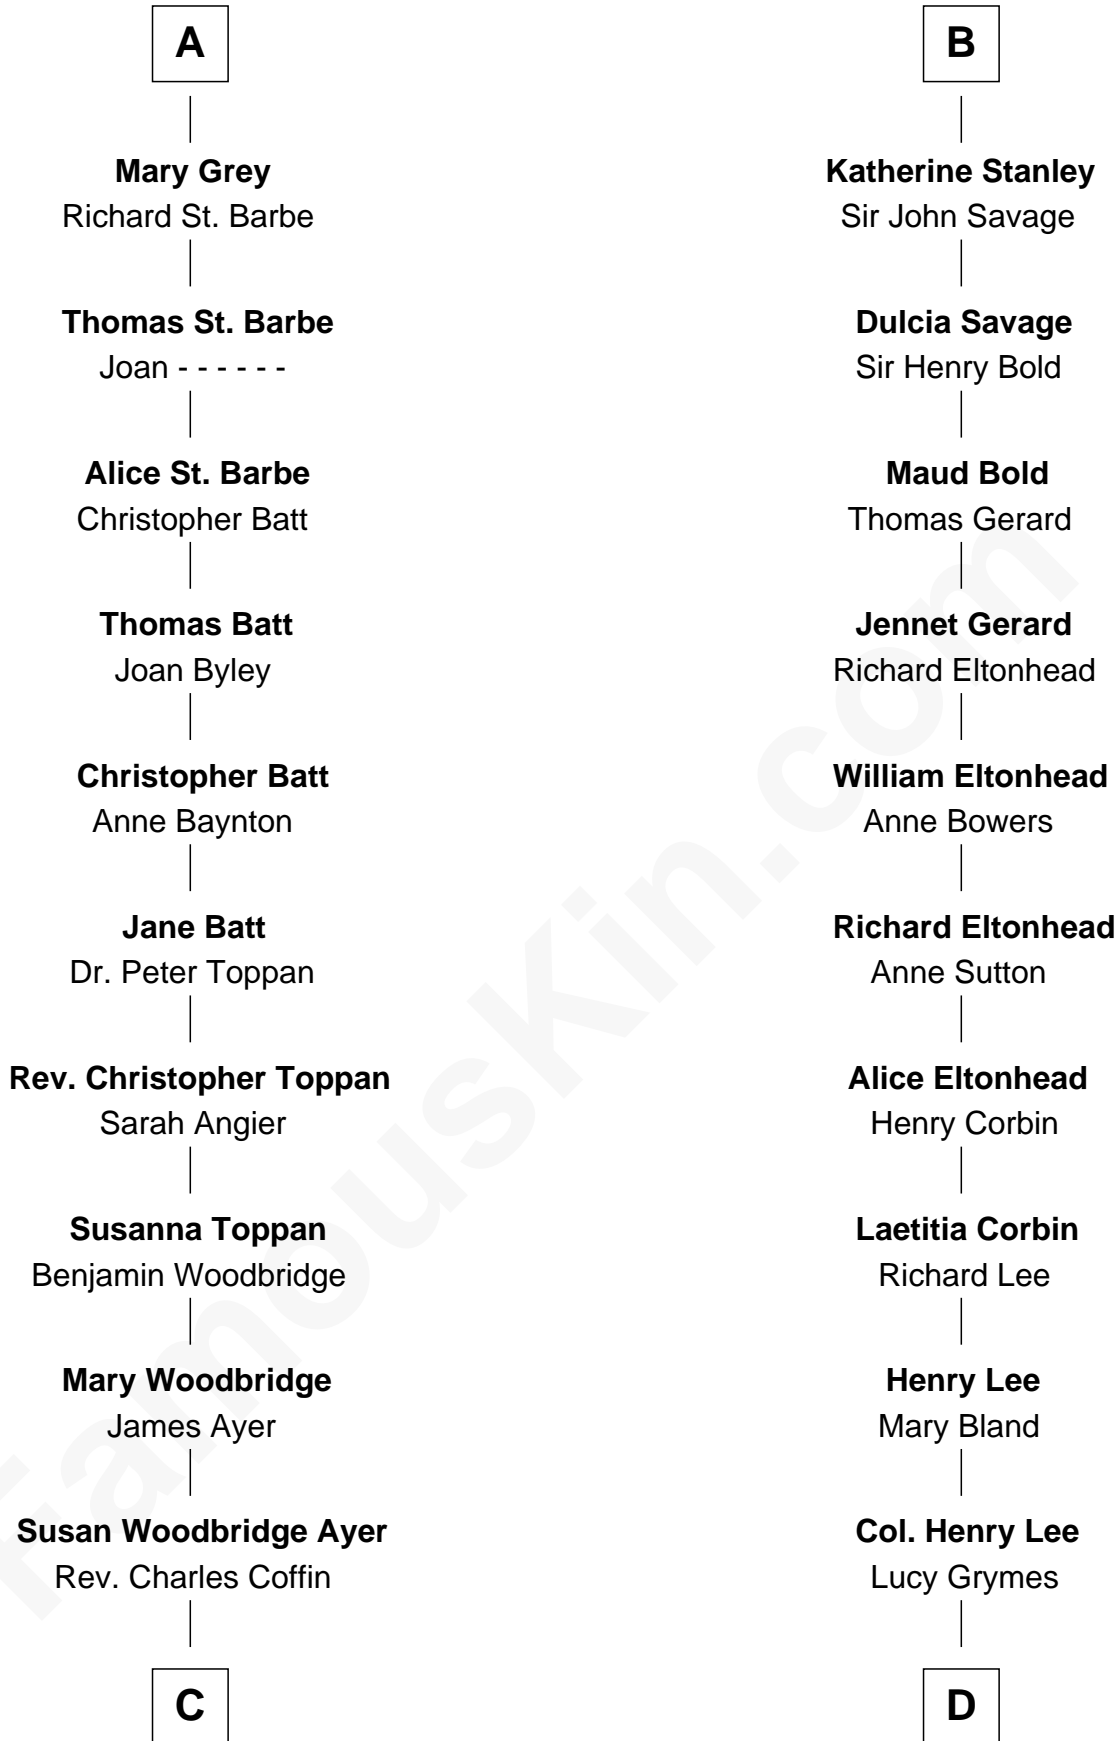 A
Mary Grey
Richard St. Barbe
Thomas St. Barbe
Joan - - - - - -
Alice St. Barbe
Christopher Batt
Thomas Batt
Joan Byley
Christopher Batt
Anne Baynton
Jane Batt
Dr. Peter Toppan
Rev. Christopher Toppan
Sarah Angier
Susanna Toppan
Benjamin Woodbridge
Mary Woodbridge
James Ayer
Susan Woodbridge Ayer
Rev. Charles Coffin
C
B
Katherine Stanley
Sir John Savage
Dulcia Savage
Sir Henry Bold
Maud Bold
Thomas Gerard
Jennet Gerard
Richard Eltonhead
William Eltonhead
Anne Bowers
Richard Eltonhead
Anne Sutton
Alice Eltonhead
Henry Corbin
Laetitia Corbin
Richard Lee
Henry Lee
Mary Bland
Col. Henry Lee
Lucy Grymes
D
FamousKin.com